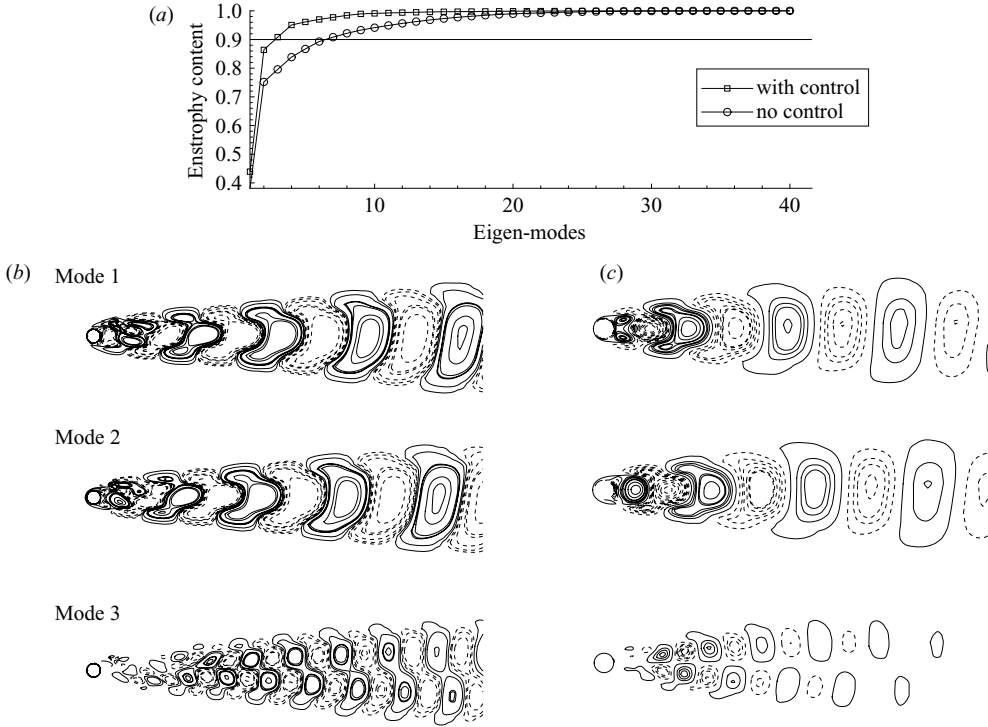 (a)
1.0
0.9
0.8
0.7
0.6
0.5
0.4
Enstrophy content
with control
no control
10
20
30
40
Eigen-modes
(b)
Mode 1
(c)
Mode 2
Mode 3